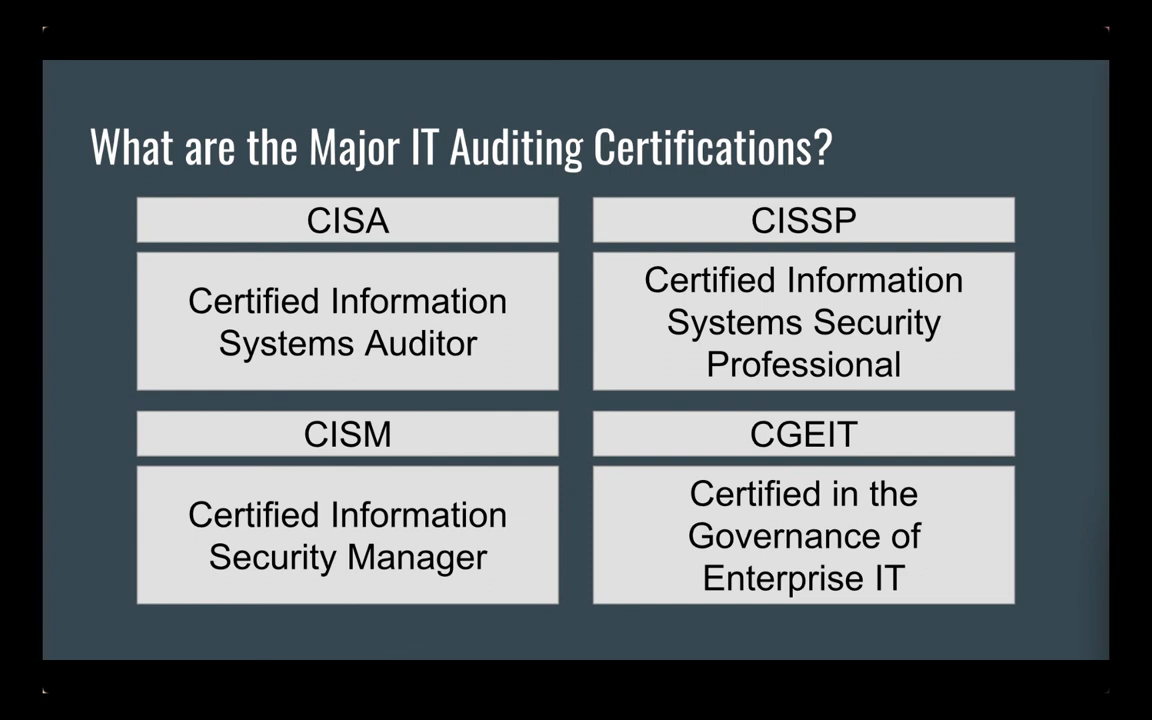 What are the Major IT Auditing Certifications?
CISA
Certified Information
Systems Auditor
CISSP
Certified Information
Systems Security
Professional
CISM
Certified Information
Security Manager
CGEIT
Certified in the
Governance of
Enterprise IT